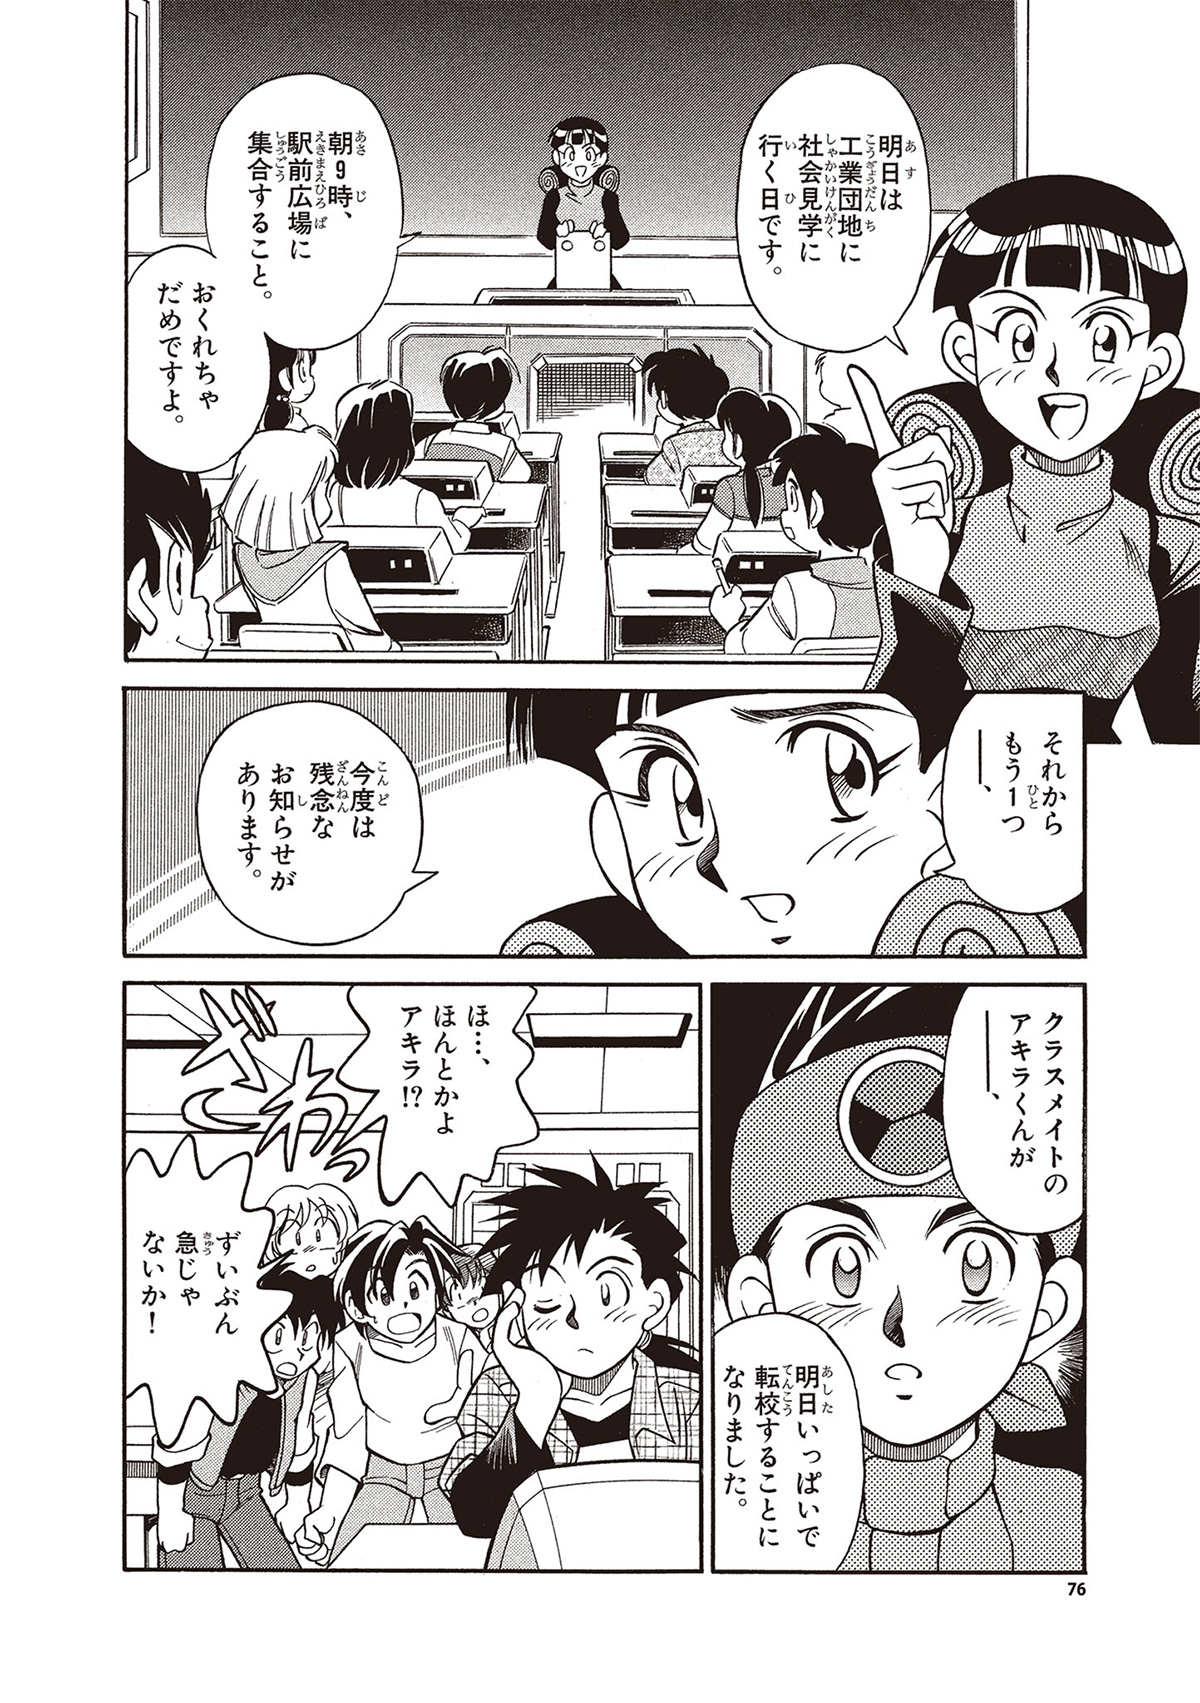 明日は
工業団地に
社会見学に
行く日です。
朝9時、
駅前広場に
集合すること。
おくれちゃ
だめですよ。
それから
もう1つ
──、
今度は
残念な
お知らせが
あります。
クラスメイトの
アキラくんが
──、
明日いっぱいで
転校することに
なりました。
ほ…、
ほんとかよ
アキラ!?
ずいぶん
急じゃ
ないか！
ざわ
76